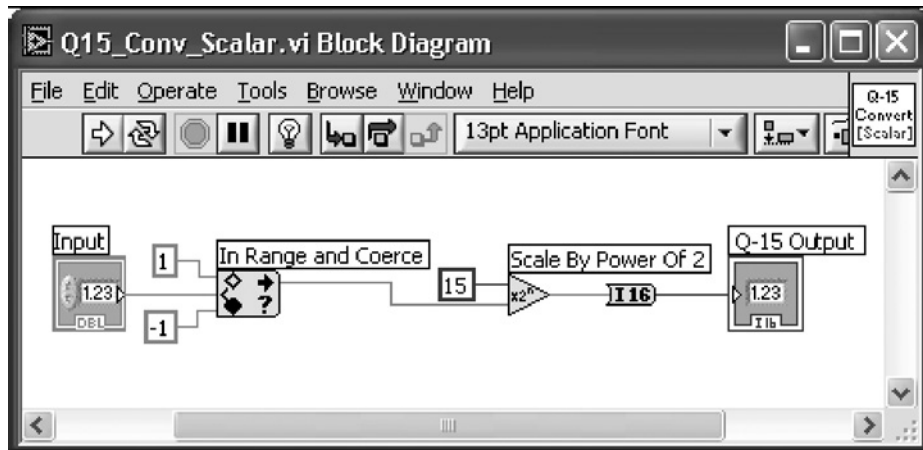 Q15_Conv_Scalar.vi Block Diagram
File Edit Operate Tools Browse Window Help
Q-15
Convert
[Scalar]
13pt Application Font
Input
1
In Range and Coerce
Scale By Power Of 2
Q-15 Output
1.23
DBL
-1
?
15
x2ⁿ
I16
1.23
I16